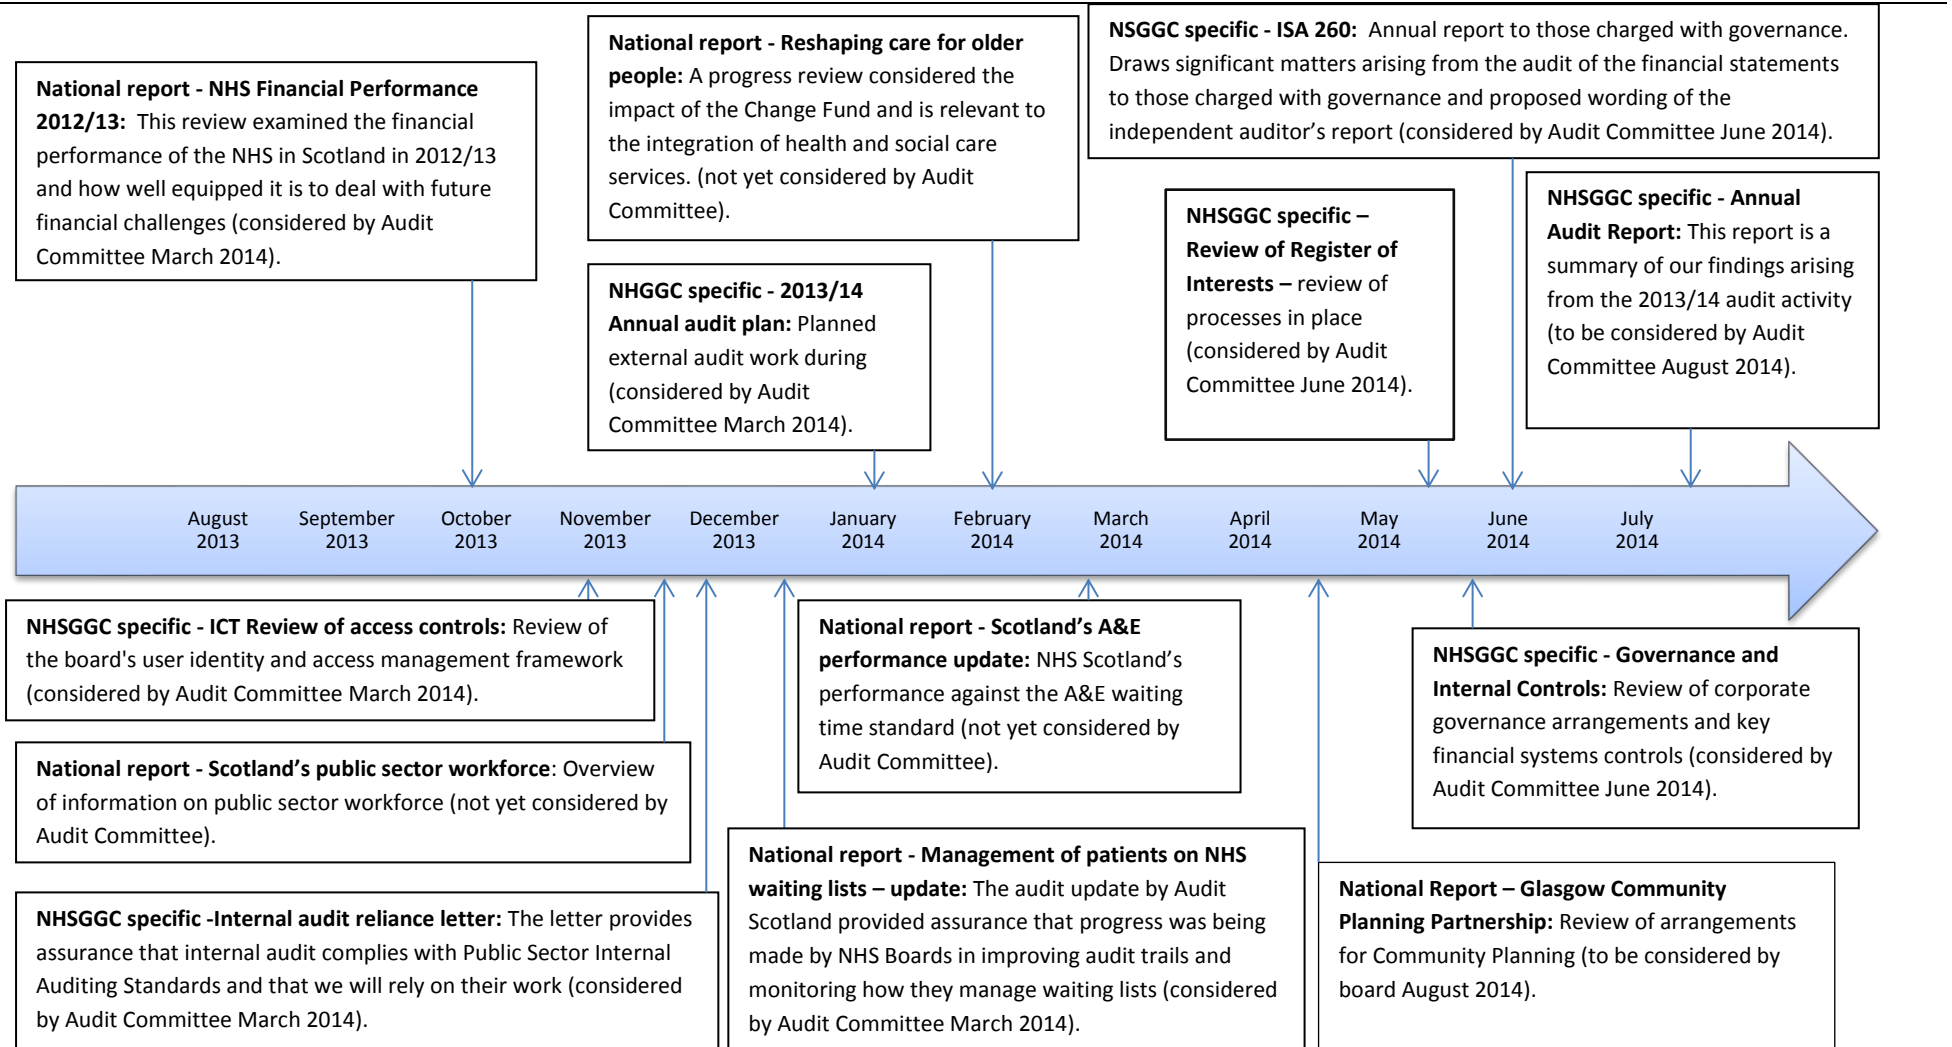 National report - NHS Financial Performance
2012/13: This review examined the financial
performance of the NHS in Scotland in 2012/13
and how well equipped it is to deal with future
financial challenges (considered by Audit
Committee March 2014).
National report - Reshaping care for older
people: A progress review considered the
impact of the Change Fund and is relevant to
the integration of health and social care
services. (not yet considered by Audit
Committee).
NSGGC specific - ISA 260: Annual report to those charged with governance.
Draws significant matters arising from the audit of the financial statements
to those charged with governance and proposed wording of the
independent auditor's report (considered by Audit Committee June 2014).
NHGGC specific - 2013/14
Annual audit plan: Planned
external audit work during
(considered by Audit
Committee March 2014).
NHSGGC specific –
Review of Register of
Interests – review of
processes in place
(considered by Audit
Committee June 2014).
NHSGGC specific - Annual
Audit Report: This report is a
summary of our findings arising
from the 2013/14 audit activity
(to be considered by Audit
Committee August 2014).
August September October November December January February March April May June July
2013 2013 2013 2013 2013 2014 2014 2014 2014 2014 2014 2014
NHSGGC specific - ICT Review of access controls: Review of
the board's user identity and access management framework
(considered by Audit Committee March 2014).
National report - Scotland's public sector workforce: Overview
of information on public sector workforce (not yet considered by
Audit Committee).
NHSGGC specific -Internal audit reliance letter: The letter provides
assurance that internal audit complies with Public Sector Internal
Auditing Standards and that we will rely on their work (considered
by Audit Committee March 2014).
National report - Scotland's A&E
performance update: NHS Scotland's
performance against the A&E waiting
time standard (not yet considered by
Audit Committee).
National report - Management of patients on NHS
waiting lists – update: The audit update by Audit
Scotland provided assurance that progress was being
made by NHS Boards in improving audit trails and
monitoring how they manage waiting lists (considered
by Audit Committee March 2014).
NHSGGC specific - Governance and
Internal Controls: Review of corporate
governance arrangements and key
financial systems controls (considered by
Audit Committee June 2014).
National Report – Glasgow Community
Planning Partnership: Review of arrangements
for Community Planning (to be considered by
board August 2014).